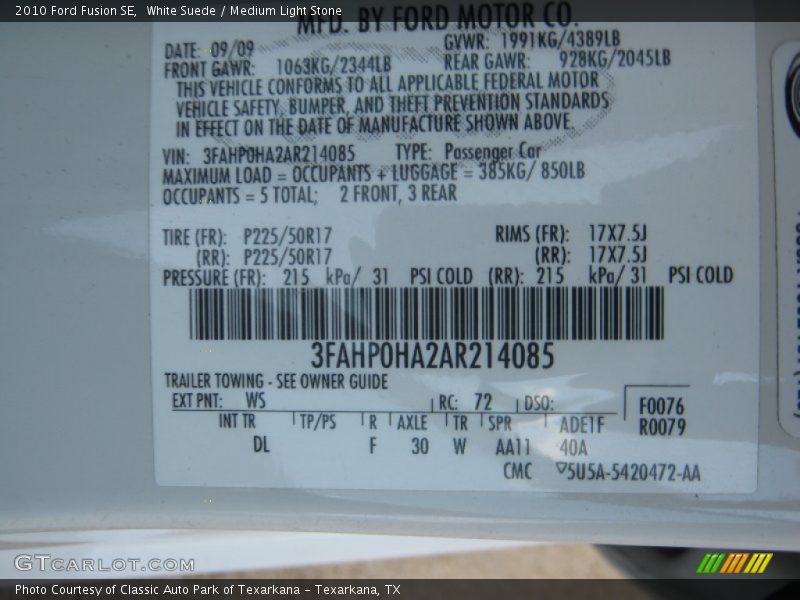 2010 Ford Fusion SE, White Suede / Medium Light Stone
MFD. BY FORD MOTOR CO.
DATE: 09/09 GVWR: 1991KG/4389LB
FRONT GAWR: 1063KG/2344LB REAR GAWR: 928KG/2045LB
THIS VEHICLE CONFORMS TO ALL APPLICABLE FEDERAL MOTOR
VEHICLE SAFETY, BUMPER, AND THEFT PREVENTION STANDARDS
IN EFFECT ON THE DATE OF MANUFACTURE SHOWN ABOVE.
VIN: 3FAHP0HA2AR214085 TYPE: Passenger Car
MAXIMUM LOAD = OCCUPANTS + LUGGAGE = 385KG/ 850LB
OCCUPANTS = 5 TOTAL; 2 FRONT, 3 REAR
TIRE (FR): P225/50R17 RIMS (FR): 17X7.5J
(RR): P225/50R17 (RR): 17X7.5J
PRESSURE (FR): 215 kPa/ 31 PSI COLD (RR): 215 kPa/ 31 PSI COLD
3FAHP0HA2AR214085
TRAILER TOWING - SEE OWNER GUIDE
EXT PNT: WS RC: 72 DSO: F0076
INT TR TP/PS R AXLE TR SPR ADE1F R0079
DL F 30 W AA11 40A
CMC 5U5A-5420472-AA
GTCARLOT.COM
Photo Courtesy of Classic Auto Park of Texarkana - Texarkana, TX